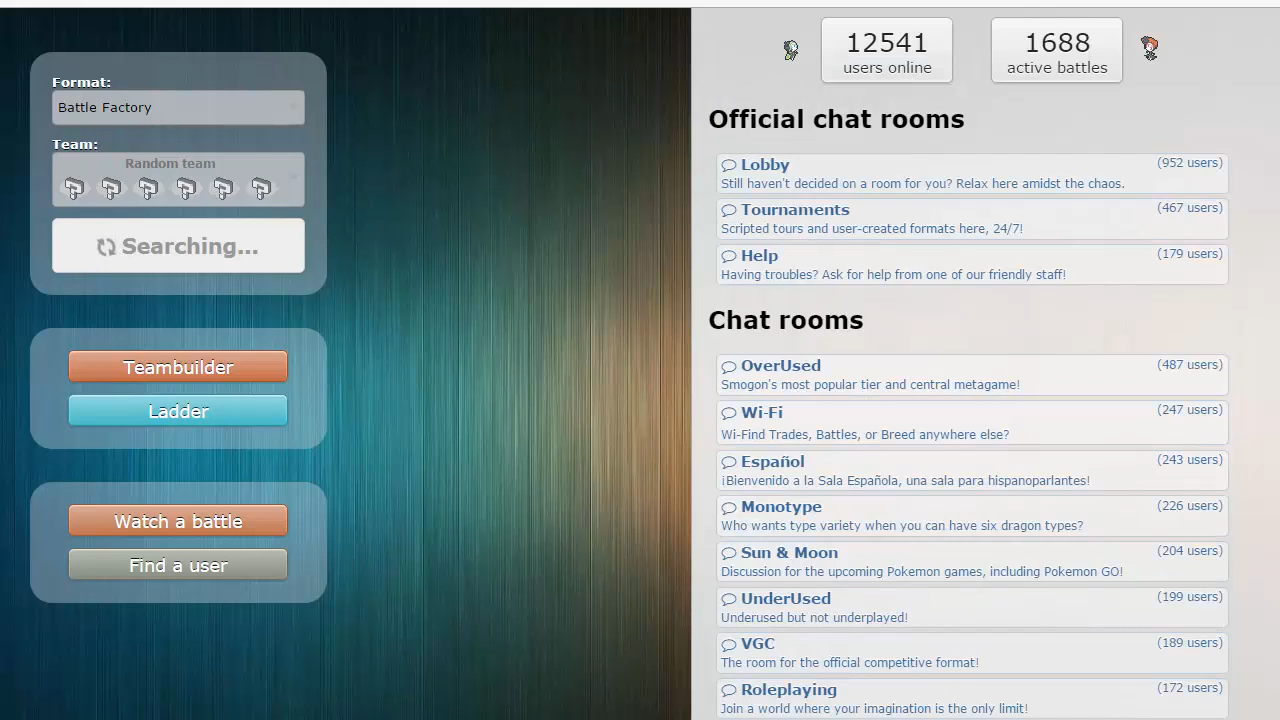 Format:
Battle Factory
Team:
Random team
Searching...
Teambuilder
Ladder
Watch a battle
Find a user
12541
users online
1688
active battles
Official chat rooms
Lobby (952 users)
Still haven't decided on a room for you? Relax here amidst the chaos.
Tournaments (467 users)
Scripted tours and user-created formats here, 24/7!
Help (179 users)
Having troubles? Ask for help from one of our friendly staff!
Chat rooms
OverUsed (487 users)
Smogon's most popular tier and central metagame!
Wi-Fi (247 users)
Wi-Find Trades, Battles, or Breed anywhere else?
Español (243 users)
¡Bienvenido a la Sala Española, una sala para hispanoparlantes!
Monotype (226 users)
Who wants type variety when you can have six dragon types?
Sun & Moon (204 users)
Discussion for the upcoming Pokemon games, including Pokemon GO!
UnderUsed (199 users)
Underused but not underplayed!
VGC (189 users)
The room for the official competitive format!
Roleplaying (172 users)
Join a world where your imagination is the only limit!